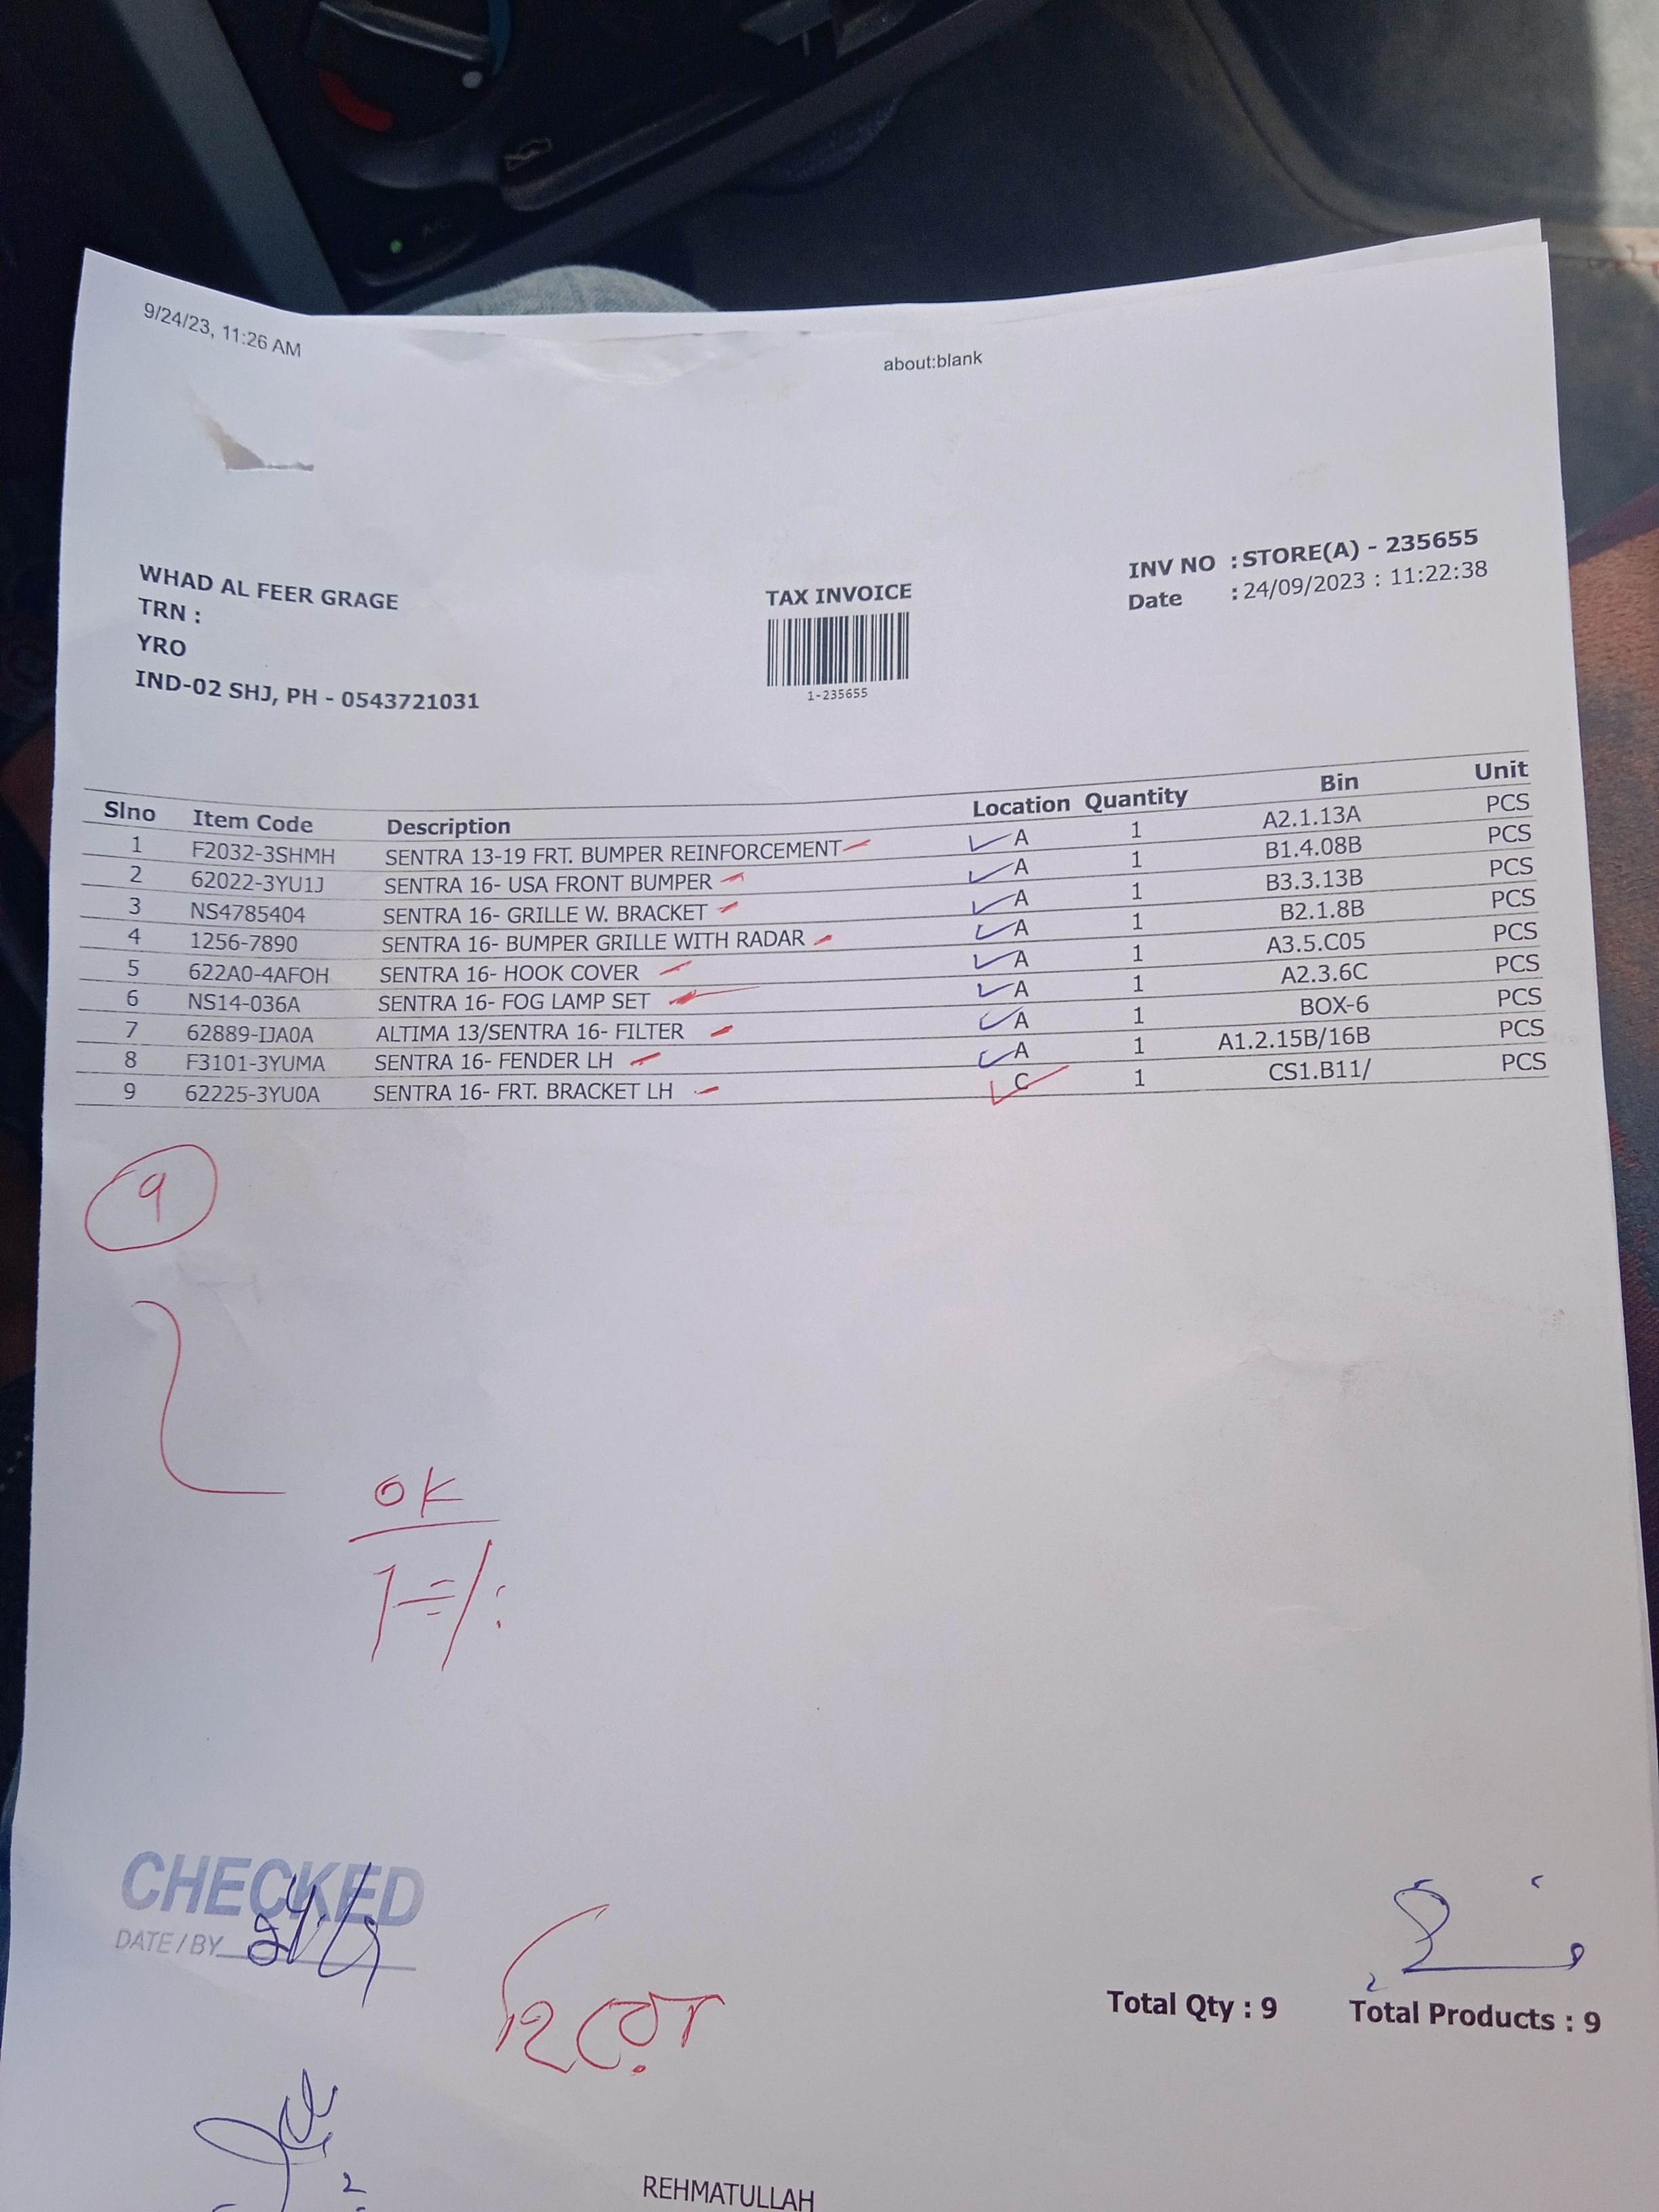 9/24/23, 11:26 AM
about:blank
WHAD AL FEER GRAGE
TRN :
YRO
IND-02 SHJ, PH - 0543721031
TAX INVOICE
1-235655
INV NO : STORE(A) - 235655
Date : 24/09/2023 : 11:22:38
Slno Item Code Description Location Quantity Bin Unit
1 F2032-3SHMH SENTRA 13-19 FRT. BUMPER REINFORCEMENT A 1 A2.1.13A PCS
2 62022-3YU1J SENTRA 16- USA FRONT BUMPER A 1 B1.4.08B PCS
3 NS4785404 SENTRA 16- GRILLE W. BRACKET A 1 B3.3.13B PCS
4 1256-7890 SENTRA 16- BUMPER GRILLE WITH RADAR A 1 B2.1.8B PCS
5 622A0-4AFOH SENTRA 16- HOOK COVER A 1 A3.5.C05 PCS
6 NS14-036A SENTRA 16- FOG LAMP SET A 1 A2.3.6C PCS
7 62889-IJA0A ALTIMA 13/SENTRA 16- FILTER A 1 BOX-6 PCS
8 F3101-3YUMA SENTRA 16- FENDER LH A 1 A1.2.15B/16B PCS
9 62225-3YU0A SENTRA 16- FRT. BRACKET LH C 1 CS1.B11/ PCS
9
OK
CHECKED
DATE/BY
Total Qty : 9
Total Products : 9
REHMATULLAH